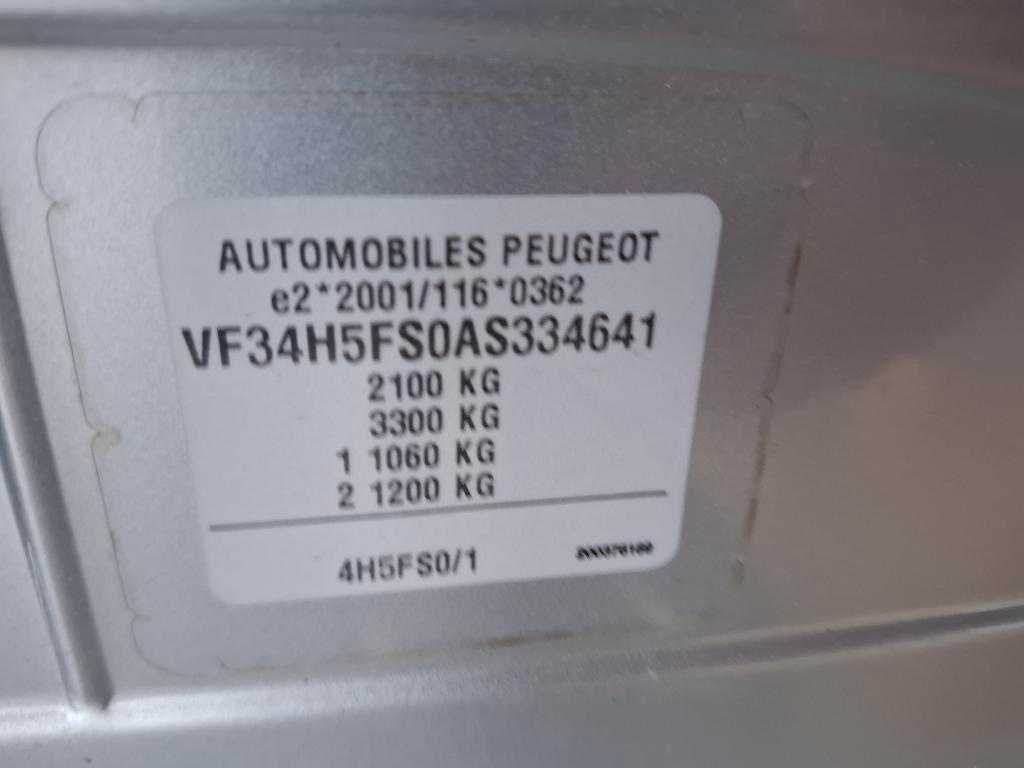 AUTOMOBILES PEUGEOT
e2*2001/116*0362
VF34H5FS0AS334641
2100 KG
3300 KG
1 1060 KG
2 1200 KG
4H5FS0/1